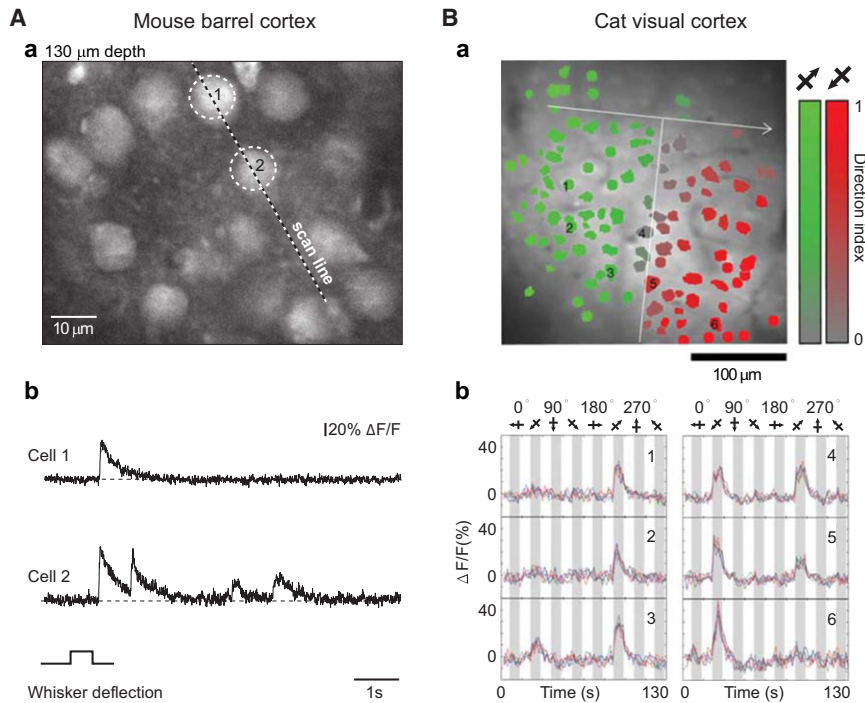 A Mouse barrel cortex
a 130 μm depth
1
2
scan line
10 μm
b
20% ΔF/F
Cell 1
Cell 2
Whisker deflection
1s
B Cat visual cortex
a
1
2
3
4
5
6
1
Direction index
0
100 μm
b
0° 90° 180° 270° 0° 90° 180° 270°
40
0
1
4
40
0
2
5
40
0
3
6
Δ F/F(%)
0 Time (s) 130 0 Time (s) 130